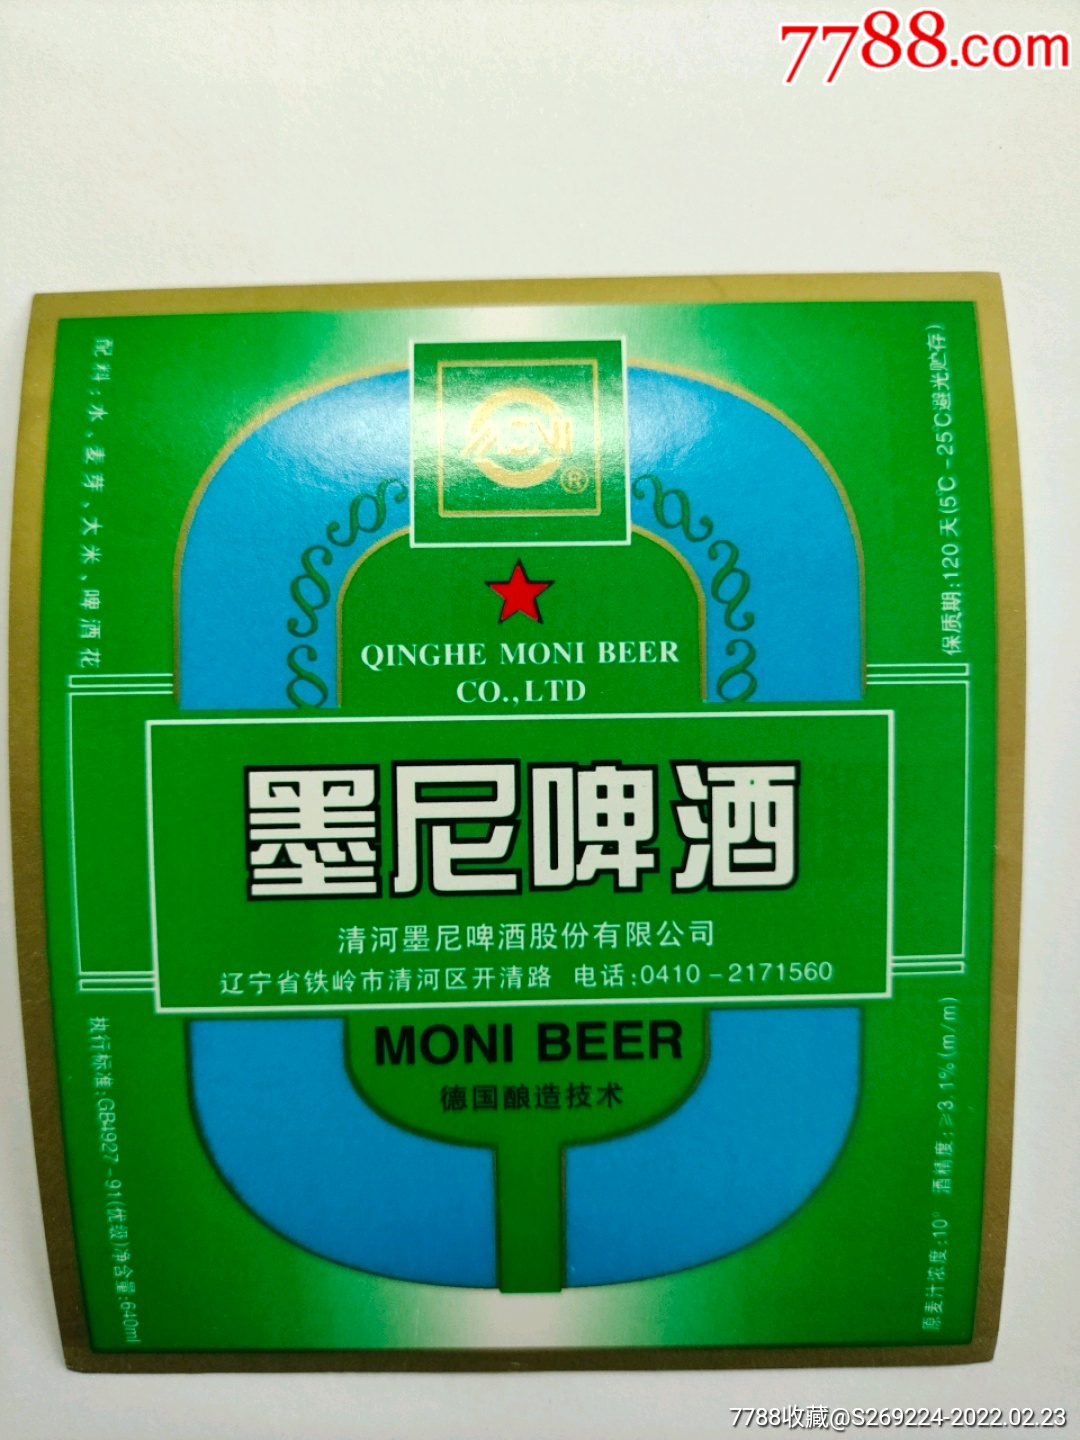 7788.com
MONI
®
配料:水、麦芽、大米、啤酒花
保质期:120天(5℃-25℃避光贮存)
QINGHE MONI BEER
CO.,LTD
墨尼啤酒
清河墨尼啤酒股份有限公司
辽宁省铁岭市清河区开清路 电话:0410-2171560
MONI BEER
德国酿造技术
执行标准:GB4927-91(优级)净含量:640ml
原麦汁浓度:10° 酒精度:≥3.1%(m/m)
7788收藏@S269224-2022.02.23